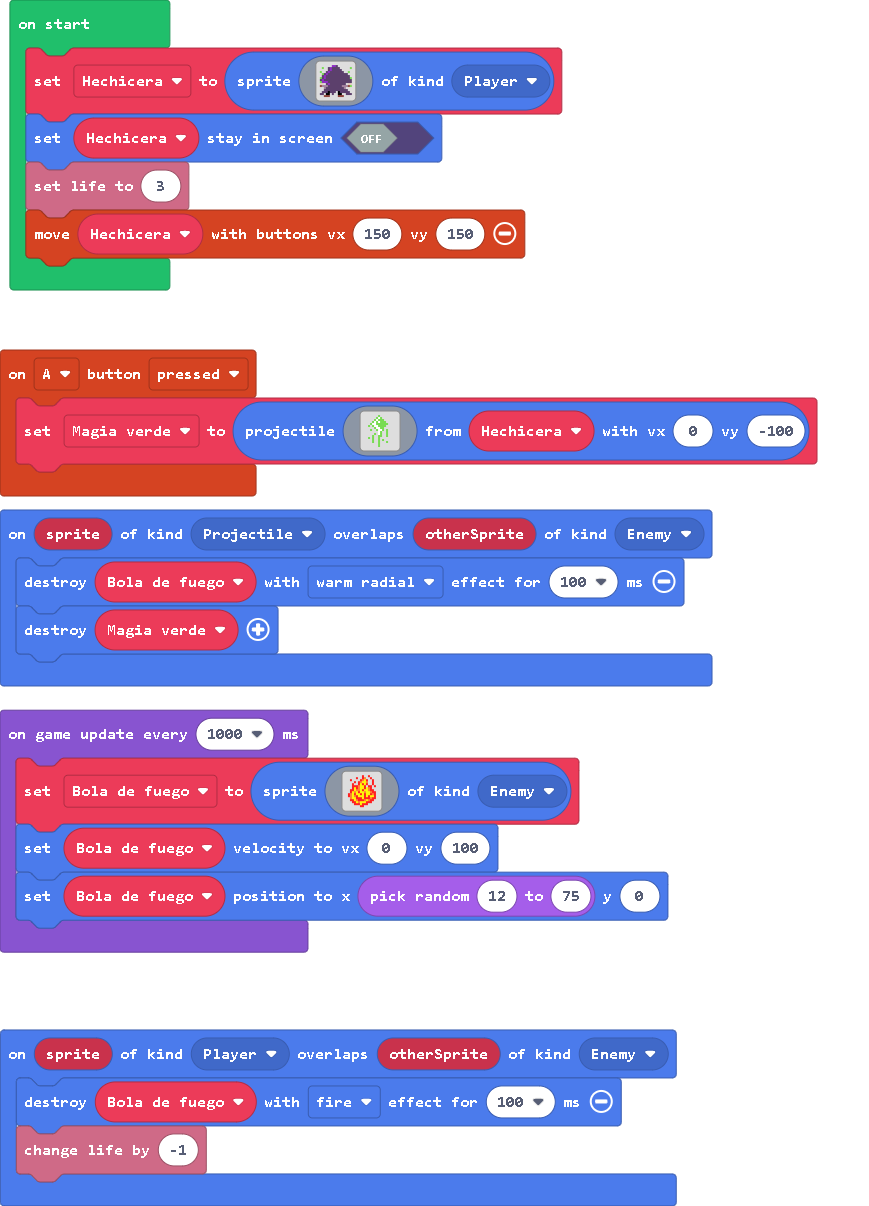 on start
set Hechicera to sprite of kind Player
set Hechicera stay in screen OFF
set life to 3
move Hechicera with buttons vx 150 vy 150
on A button pressed
set Magia verde to projectile from Hechicera with vx 0 vy -100
on sprite of kind Projectile overlaps otherSprite of kind Enemy
destroy Bola de fuego with warm radial effect for 100 ms
destroy Magia verde
on game update every 1000 ms
set Bola de fuego to sprite of kind Enemy
set Bola de fuego velocity to vx 0 vy 100
set Bola de fuego position to x pick random 12 to 75 y 0
on sprite of kind Player overlaps otherSprite of kind Enemy
destroy Bola de fuego with fire effect for 100 ms
change life by -1